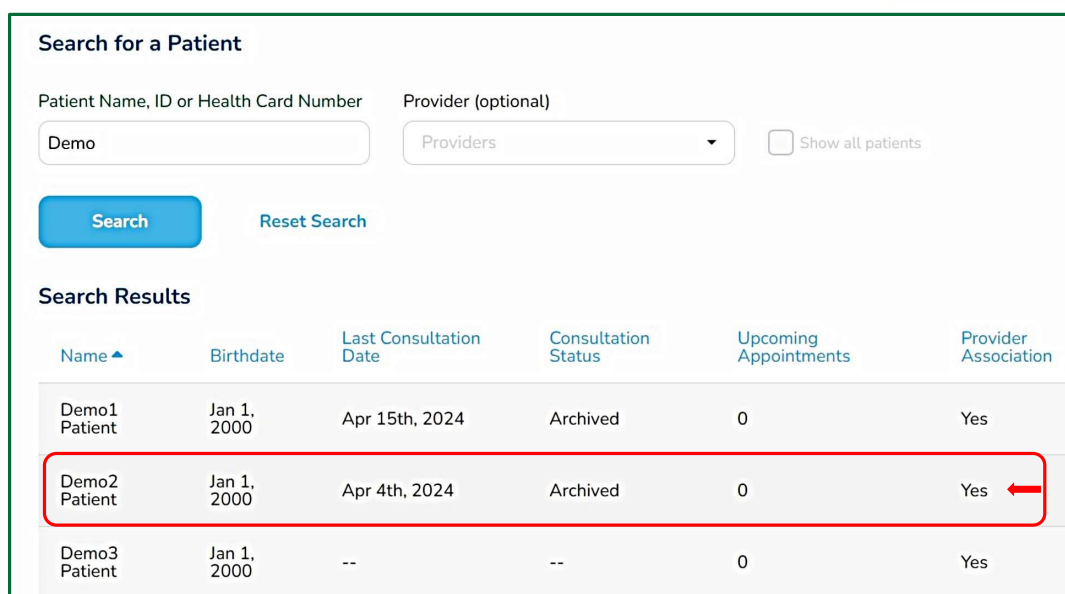 Search for a Patient
Patient Name, ID or Health Card Number Provider (optional)
Demo Providers Show all patients
Search Reset Search
Search Results
Name Birthdate Last Consultation Date Consultation Status Upcoming Appointments Provider Association
Demo1 Patient Jan 1, 2000 Apr 15th, 2024 Archived 0 Yes
Demo2 Patient Jan 1, 2000 Apr 4th, 2024 Archived 0 Yes
Demo3 Patient Jan 1, 2000 -- -- 0 Yes